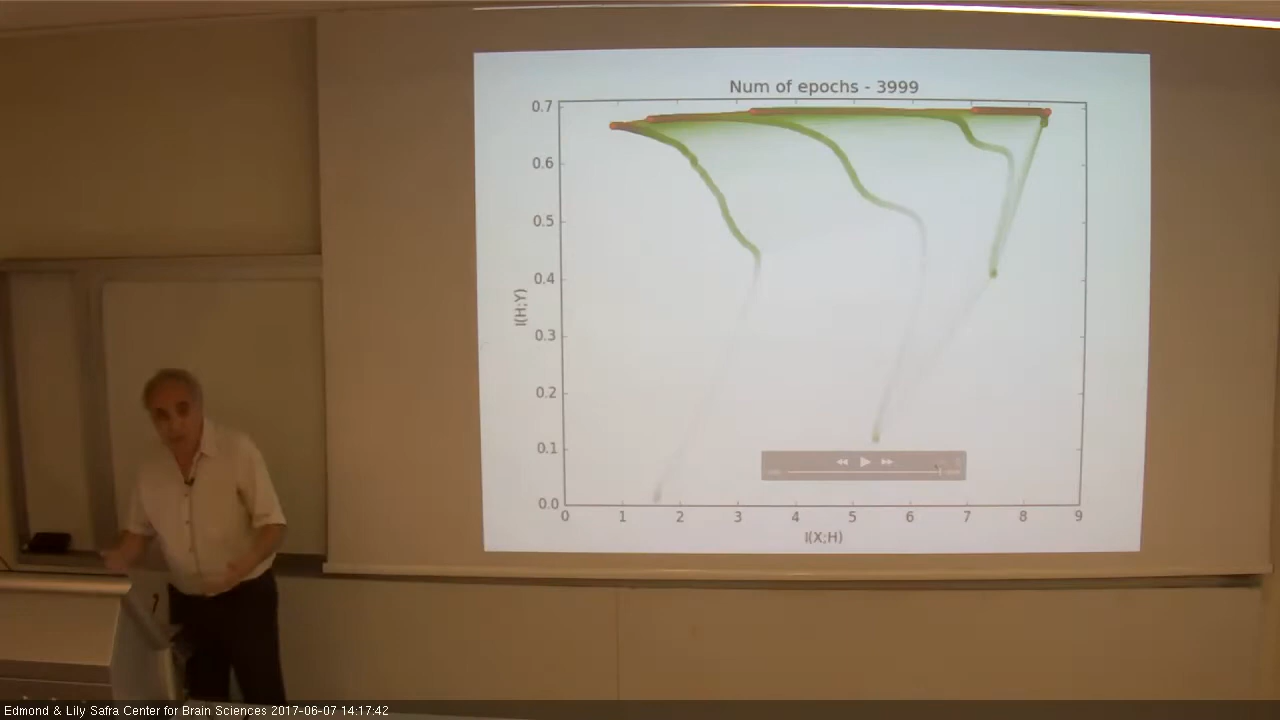 Num of epochs - 3999
0.7
0.6
0.5
0.4
0.3
0.2
0.1
0.0
I(H;Y)
0 1 2 3 4 5 6 7 8 9
I(X;H)
Edmond & Lily Safra Center for Brain Sciences 2017-06-07 14:17:42